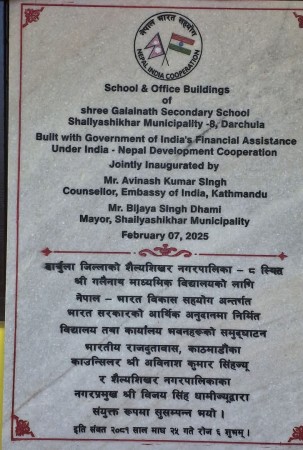 नेपाल भारत सहयोग
NEPAL INDIA COOPERATION
School & Office Buildings
of
shree Galainath Secondary School
Shailyashikhar Municipality -8, Darchula
Built with Government of India's Financial Assistance
Under India - Nepal Development Cooperation
Jointly Inaugurated by
Mr. Avinash Kumar Singh
Counsellor, Embassy of India, Kathmandu
Mr. Bijaya Singh Dhami
Mayor, Shailyashikhar Municipality
February 07, 2025
दार्चुला जिल्लाको शैल्यशिखर नगरपालिका - ८ स्थित
श्री गलैनाथ माध्यमिक विद्यालयको लागि
नेपाल - भारत विकास सहयोग अन्तर्गत
भारत सरकारको आर्थिक अनुदानमा निर्मित
विद्यालय तथा कार्यालय भवनहरूको समुद्घाटन
भारतीय राजदुतावास, काठमाडौंका
काउन्सिलर श्री अविनाश कुमार सिंहज्यू
र शैल्यशिखर नगरपालिकाका
नगरप्रमुख श्री विजय सिंह धामीज्यूद्वारा
संयुक्त रूपमा सुसम्पन्न भयो ।
इति संवत २०८१ साल माघ २५ गते रोज ६ शुभम् ।